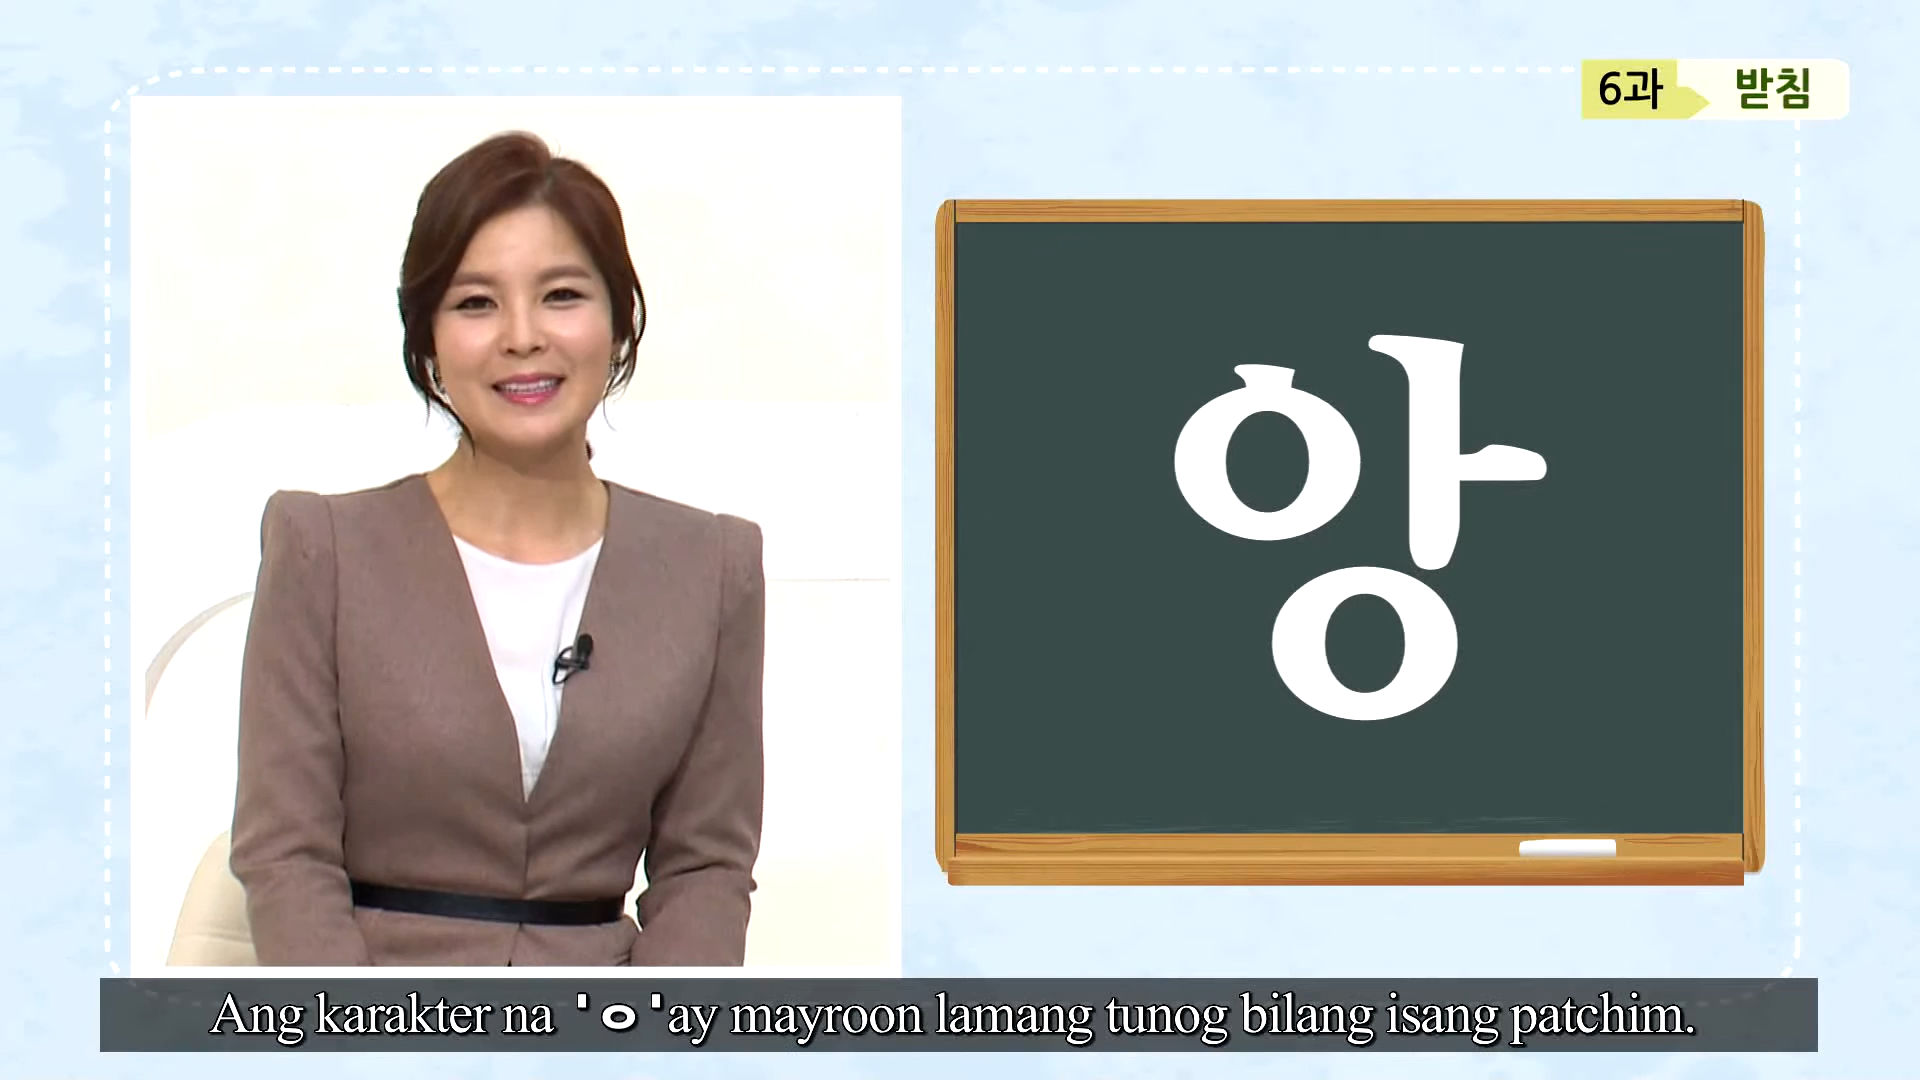 6과 받침
앙
Ang karakter na 'ㅇ'ay mayroon lamang tunog bilang isang patchim.